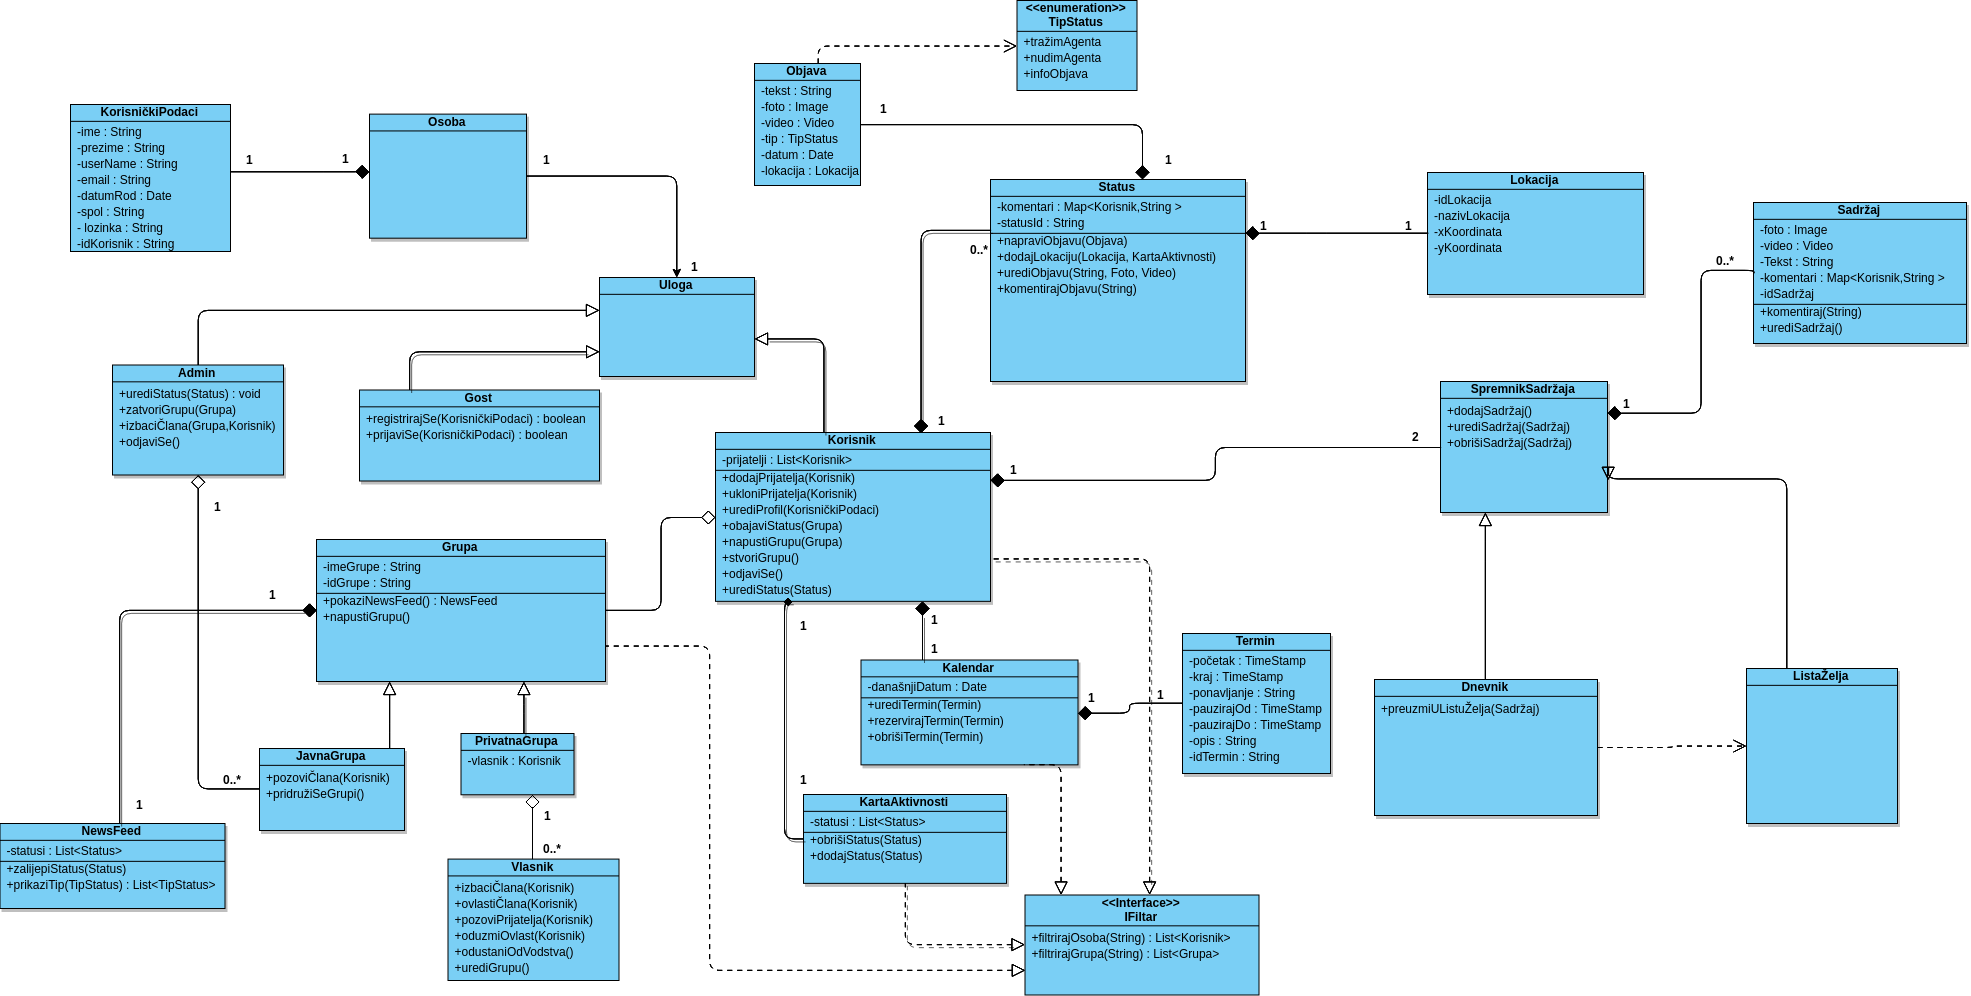 <<enumeration>>
TipStatus
+tražimAgenta
+nudimAgenta
+infoObjava
Objava
-tekst : String
-foto : Image
-video : Video
-tip : TipStatus
-datum : Date
-lokacija : Lokacija
1
1
KorisničkiPodaci
-ime : String
-prezime : String
-userName : String
-email : String
-datumRod : Date
-spol : String
- lozinka : String
-idKorisnik : String
1
1
Osoba
1
1
Status
-komentari : Map<Korisnik,String >
-statusId : String
+napraviObjavu(Objava)
+dodajLokaciju(Lokacija, KartaAktivnosti)
+urediObjavu(String, Foto, Video)
+komentirajObjavu(String)
0..*
1
1
1
Lokacija
-idLokacija
-nazivLokacija
-xKoordinata
-yKoordinata
Sadržaj
-foto : Image
-video : Video
-Tekst : String
-komentari : Map<Korisnik,String >
-idSadržaj
+komentiraj(String)
+urediSadržaj()
0..*
1
Uloga
Admin
+urediStatus(Status) : void
+zatvoriGrupu(Grupa)
+izbaciČlana(Grupa,Korisnik)
+odjaviSe()
1
0..*
Gost
+registrirajSe(KorisničkiPodaci) : boolean
+prijaviSe(KorisničkiPodaci) : boolean
Korisnik
-prijatelji : List<Korisnik>
+dodajPrijatelja(Korisnik)
+ukloniPrijatelja(Korisnik)
+urediProfil(KorisničkiPodaci)
+obajaviStatus(Grupa)
+napustiGrupu(Grupa)
+stvoriGrupu()
+odjaviSe()
+urediStatus(Status)
1
2
SpremnikSadržaja
+dodajSadržaj()
+urediSadržaj(Sadržaj)
+obrišiSadržaj(Sadržaj)
Grupa
-imeGrupe : String
-idGrupe : String
+pokaziNewsFeed() : NewsFeed
+napustiGrupu()
1
1
1
1
1
1
Kalendar
-današnjiDatum : Date
+urediTermin(Termin)
+rezervirajTermin(Termin)
+obrišiTermin(Termin)
1
1
Termin
-početak : TimeStamp
-kraj : TimeStamp
-ponavljanje : String
-pauzirajOd : TimeStamp
-pauzirajDo : TimeStamp
-opis : String
-idTermin : String
Dnevnik
+preuzmiUListuŽelja(Sadržaj)
ListaŽelja
JavnaGrupa
+pozoviČlana(Korisnik)
+pridružiSeGrupi()
PrivatnaGrupa
-vlasnik : Korisnik
1
0..*
NewsFeed
-statusi : List<Status>
+zalijepiStatus(Status)
+prikaziTip(TipStatus) : List<TipStatus>
Vlasnik
+izbaciČlana(Korisnik)
+ovlastiČlana(Korisnik)
+pozoviPrijatelja(Korisnik)
+oduzmiOvlast(Korisnik)
+odustaniOdVodstva()
+urediGrupu()
KartaAktivnosti
-statusi : List<Status>
+obrišiStatus(Status)
+dodajStatus(Status)
<<Interface>>
IFiltar
+filtrirajOsoba(String) : List<Korisnik>
+filtrirajGrupa(String) : List<Grupa>